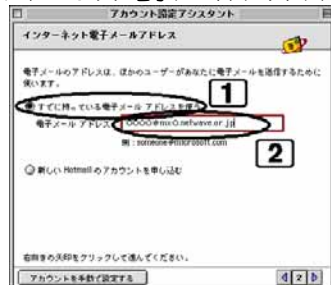 アカウント設定アシスタント
インターネット電子メールアドレス
電子メールのアドレスは、ほかのユーザーがあなたに電子メールを送信するために
使います。
1
すでに持っている電子メール アドレスを使う
電子メール アドレス: 0000@mx0.netwave.or.jp
2
例 : someone@microsoft.com
新しい Hotmail のアカウントを申し込む
右向きの矢印をクリックして進んでください。
アカウントを手動で設定する
2